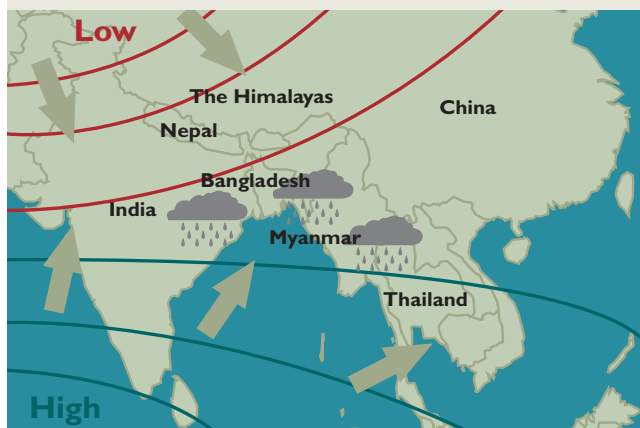 Low
The Himalayas
China
Nepal
Bangladesh
India
Myanmar
Thailand
High